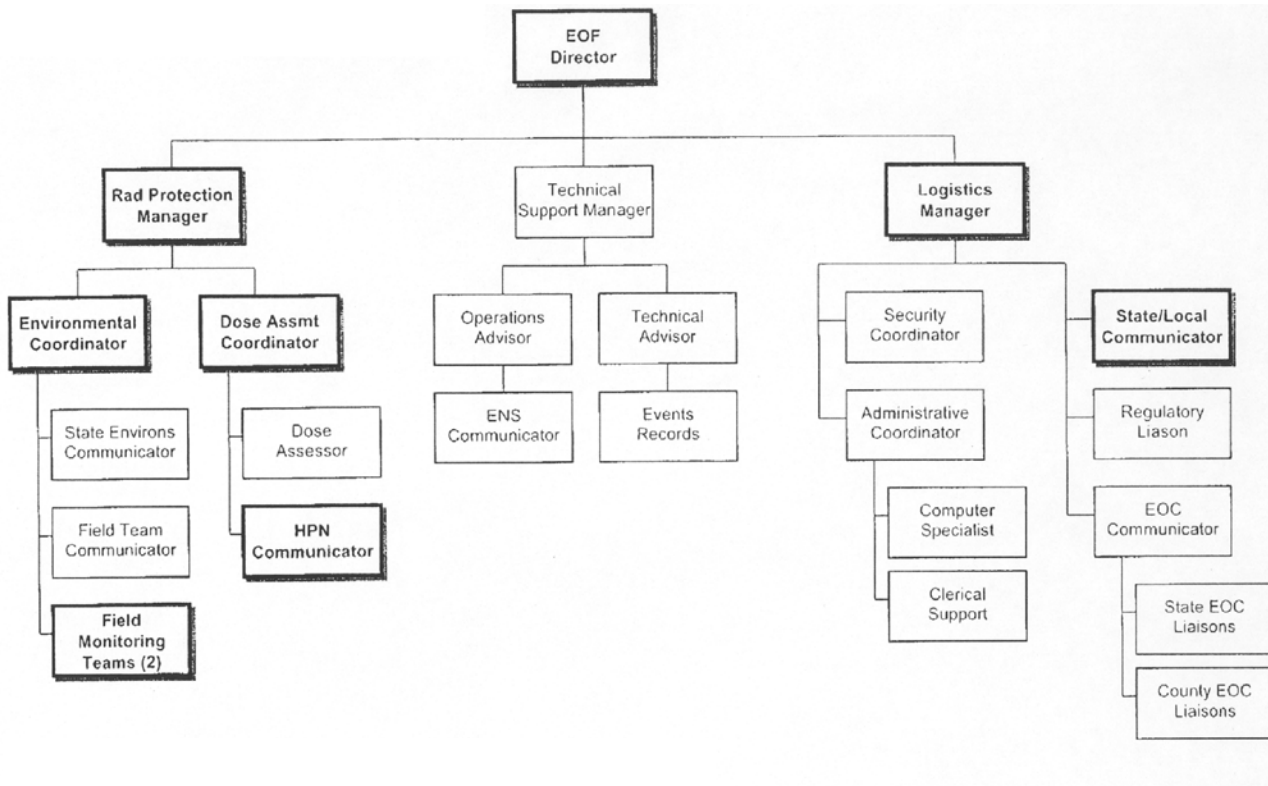 EOF
Director
Rad Protection
Manager
Technical
Support Manager
Logistics
Manager
Environmental
Coordinator
Dose Assmt
Coordinator
Operations
Advisor
Technical
Advisor
Security
Coordinator
State/Local
Communicator
State Environs
Communicator
Dose
Assessor
ENS
Communicator
Events
Records
Administrative
Coordinator
Regulatory
Liason
Field Team
Communicator
HPN
Communicator
Computer
Specialist
EOC
Communicator
Field
Monitoring
Teams (2)
Clerical
Support
State EOC
Liaisons
County EOC
Liaisons